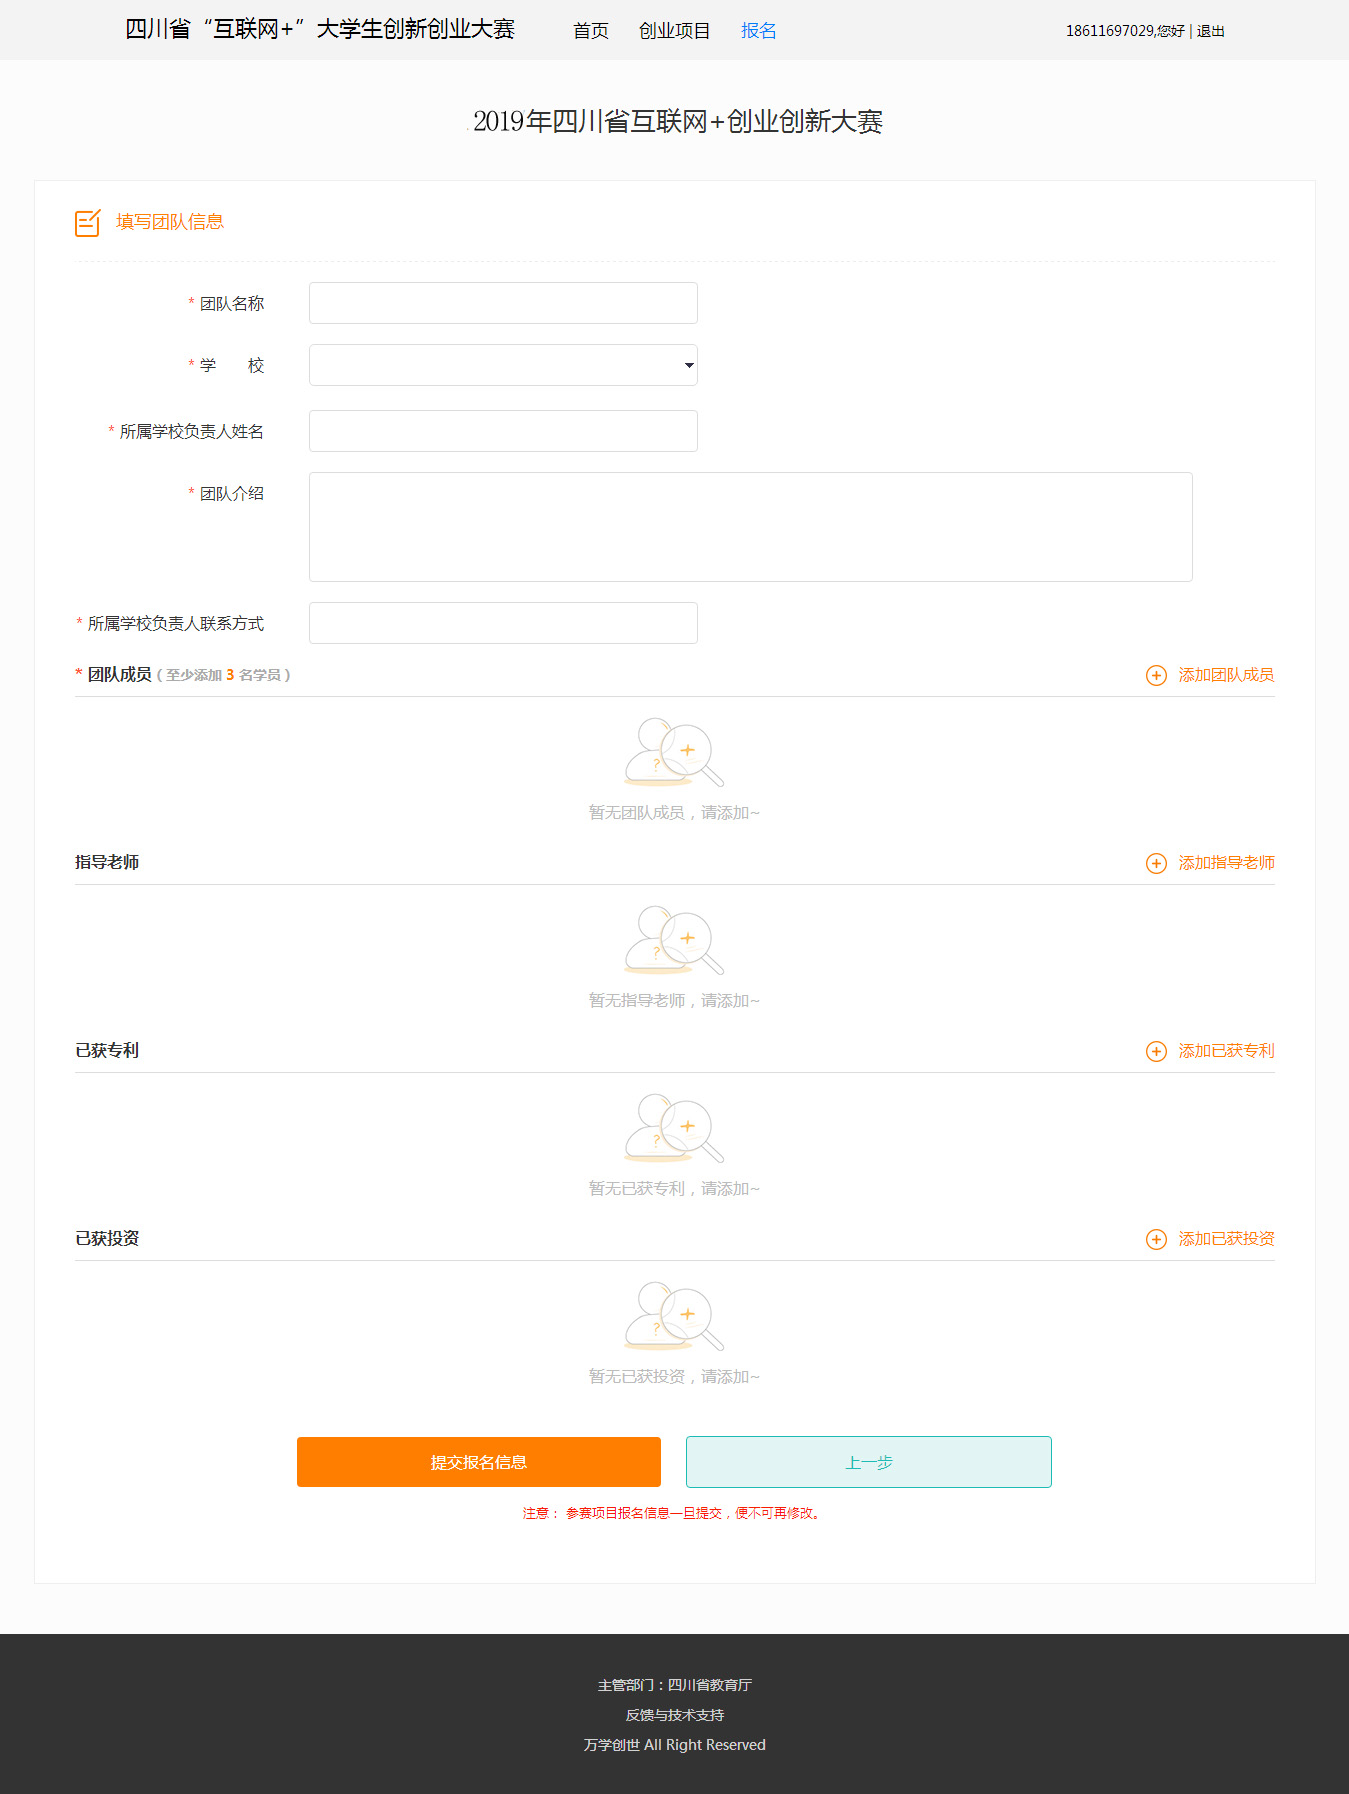 四川省“互联网+”大学生创新创业大赛 首页 创业项目 报名 18611697029,您好 | 退出
2019年四川省互联网+创业创新大赛
填写团队信息
* 团队名称
* 学 校
* 所属学校负责人姓名
* 团队介绍
* 所属学校负责人联系方式
* 团队成员（至少添加 3 名学员） 添加团队成员
暂无团队成员，请添加~
指导老师 添加指导老师
暂无指导老师，请添加~
已获专利 添加已获专利
暂无已获专利，请添加~
已获投资 添加已获投资
暂无已获投资，请添加~
提交报名信息 上一步
注意： 参赛项目报名信息一旦提交，便不可再修改。
主管部门：四川省教育厅
反馈与技术支持
万学创世 All Right Reserved